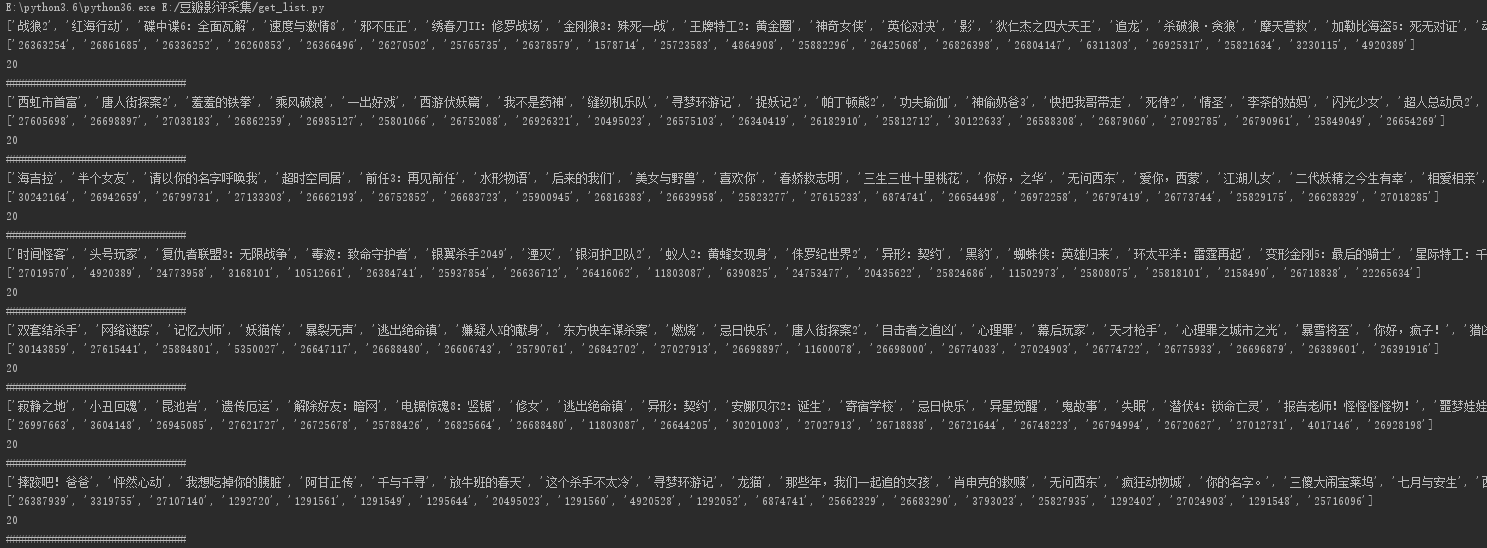 E:\python3.6\python36.exe E:/豆瓣影评采集/get_list.py
['战狼2', '红海行动', '碟中谍6：全面瓦解', '速度与激情8', '邪不压正', '绣春刀II：修罗战场', '金刚狼3：殊死一战', '王牌特工2：黄金圈', '神奇女侠', '英伦对决', '影', '狄仁杰之四大天王', '追龙', '杀破狼·贪狼', '摩天营救', '加勒比海盗5：死无对证',
['26363254', '26861685', '26336252', '26260853', '26366496', '26270502', '25765735', '26378579', '1578714', '25723583', '4864908', '25882296', '26425068', '26826398', '26804147', '6311303', '26925317', '25821634', '3230115', '4920389']
20
##############################
['西虹市首富', '唐人街探案2', '羞羞的铁拳', '乘风破浪', '一出好戏', '西游伏妖篇', '我不是药神', '缝纫机乐队', '寻梦环游记', '捉妖记2', '帕丁顿熊2', '功夫瑜伽', '神偷奶爸3', '快把我哥带走', '死侍2', '情圣', '李茶的姑妈', '闪光少女', '超人总动员2',
['27605698', '26698897', '27038183', '26862259', '26985127', '25801066', '26752088', '26926321', '20495023', '26575103', '26340419', '26182910', '25812712', '30122633', '26588308', '26879060', '27092785', '26790961', '25849049', '26654269']
20
##############################
['海吉拉', '半个女友', '请以你的名字呼唤我', '超时空同居', '前任3：再见前任', '水形物语', '后来的我们', '美女与野兽', '喜欢你', '春娇救志明', '三生三世十里桃花', '你好，之华', '无问西东', '爱你，西蒙', '江湖儿女', '二代妖精之今生有幸', '相爱相亲',
['30242164', '26942659', '26799731', '27133303', '26662193', '26752852', '26683723', '25900945', '26816383', '26639958', '25823277', '27615233', '6874741', '26654498', '26972258', '26797419', '26773744', '25829175', '26628329', '27018285']
20
##############################
['时间怪客', '头号玩家', '复仇者联盟3：无限战争', '毒液：致命守护者', '银翼杀手2049', '湮灭', '银河护卫队2', '蚁人2：黄蜂女现身', '侏罗纪世界2', '异形：契约', '黑豹', '蜘蛛侠：英雄归来', '环太平洋：雷霆再起', '变形金刚5：最后的骑士', '星际特工：千
['27019570', '4920389', '24773958', '3168101', '10512661', '26384741', '25937854', '26636712', '26416062', '11803087', '6390825', '24753477', '20435622', '25824686', '11502973', '25808075', '25818101', '2158490', '26718838', '22265634']
20
##############################
['双套结杀手', '网络谜踪', '记忆大师', '妖猫传', '暴裂无声', '逃出绝命镇', '嫌疑人X的献身', '东方快车谋杀案', '燃烧', '忌日快乐', '唐人街探案2', '目击者之追凶', '心理罪', '幕后玩家', '天才枪手', '心理罪之城市之光', '暴雪将至', '你好，疯子！', '猎凶
['30143859', '27615441', '25884801', '5350027', '26647117', '26688480', '26606743', '25790761', '26842702', '27027913', '26698897', '11600078', '26698000', '26774033', '27024903', '26774722', '26775933', '26696879', '26389601', '26391916']
20
##############################
['寂静之地', '小丑回魂', '昆池岩', '遗传厄运', '解除好友：暗网', '电锯惊魂8：竖锯', '修女', '逃出绝命镇', '异形：契约', '安娜贝尔2：诞生', '寄宿学校', '忌日快乐', '异星觉醒', '鬼故事', '失眠', '潜伏4：锁命亡灵', '报告老师！怪怪怪怪物！', '噩梦娃娃
['26997663', '3604148', '26945085', '27621727', '26725678', '25788426', '26825664', '26688480', '11803087', '26644205', '30201003', '27027913', '26718838', '26721644', '26748223', '26794994', '26720627', '27012731', '4017146', '26928198']
20
##############################
['摔跤吧！爸爸', '怦然心动', '我想吃掉你的胰脏', '阿甘正传', '千与千寻', '放牛班的春天', '这个杀手不太冷', '寻梦环游记', '龙猫', '那些年，我们一起追的女孩', '肖申克的救赎', '无问西东', '疯狂动物城', '你的名字。', '三傻大闹宝莱坞', '七月与安生',
['26387939', '3319755', '27107140', '1292720', '1291561', '1291549', '1295644', '20495023', '1291560', '4920528', '1292052', '6874741', '25662329', '26683290', '3793023', '25827935', '1292402', '27024903', '1291548', '25716096']
20
##############################